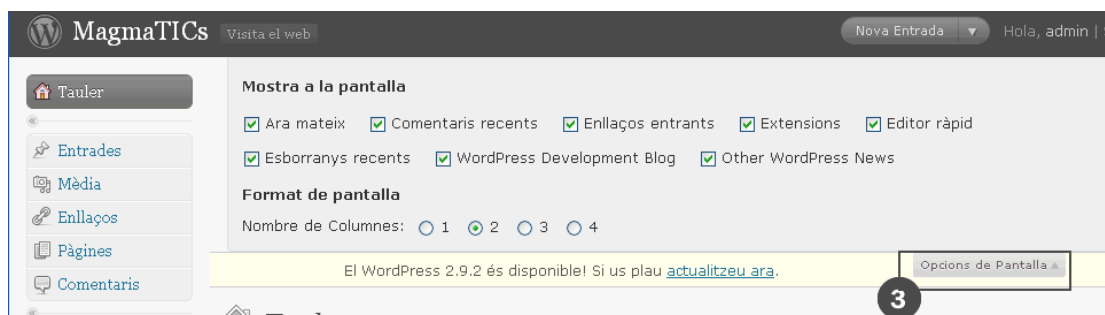 MagmaTICs Visita el web Nova Entrada Hola, admin |
Tauler
Entrades
Mèdia
Enllaços
Pàgines
Comentaris
Mostra a la pantalla
Ara mateix Comentaris recents Enllaços entrants Extensions Editor ràpid
Esborranys recents WordPress Development Blog Other WordPress News
Format de pantalla
Nombre de Columnes: 1 2 3 4
El WordPress 2.9.2 és disponible! Si us plau actualitzeu ara.
Opcions de Pantalla
3